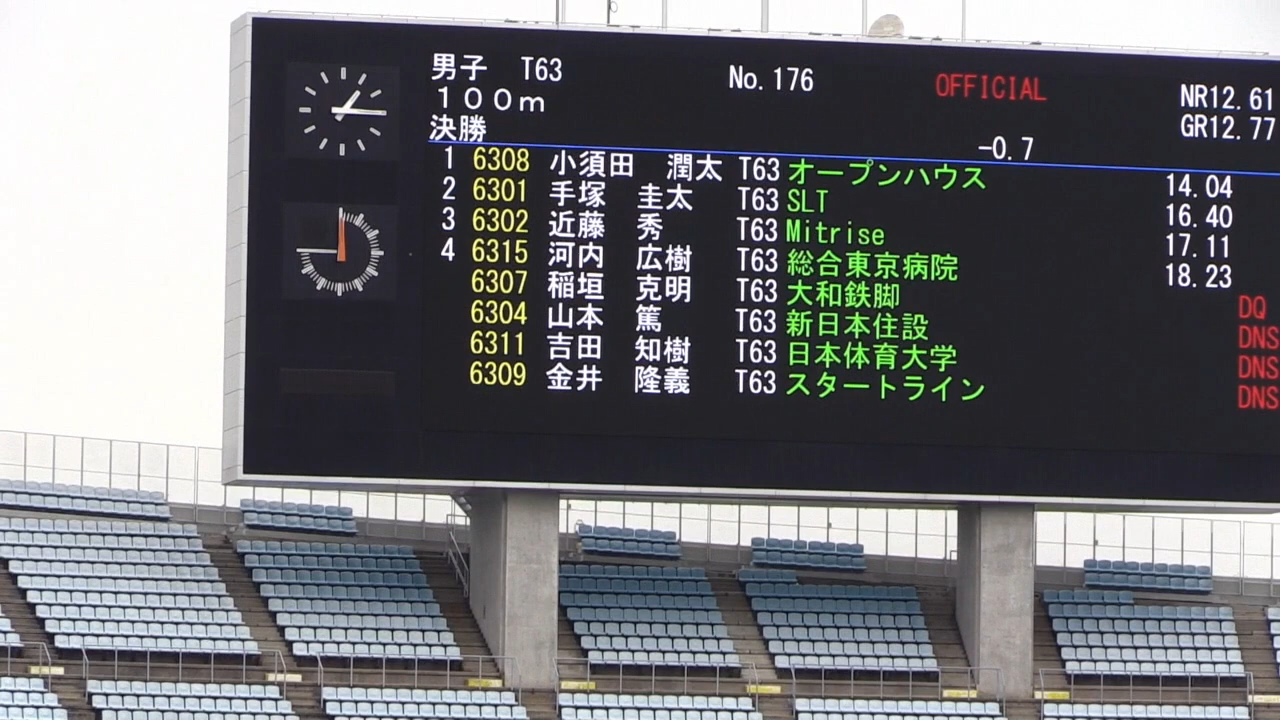 男子 T63 No.176 OFFICIAL NR12.61
100m GR12.77
決勝 -0.7
1 6308 小須田 潤太 T63 オープンハウス 14.04
2 6301 手塚 圭太 T63 SLT 16.40
3 6302 近藤 秀 T63 Mitrise 17.11
4 6315 河内 広樹 T63 総合東京病院 18.23
6307 稲垣 克明 T63 大和鉄脚 DQ
6304 山本 篤 T63 新日本住設 DNS
6311 吉田 知樹 T63 日本体育大学 DNS
6309 金井 隆義 T63 スタートライン DNS